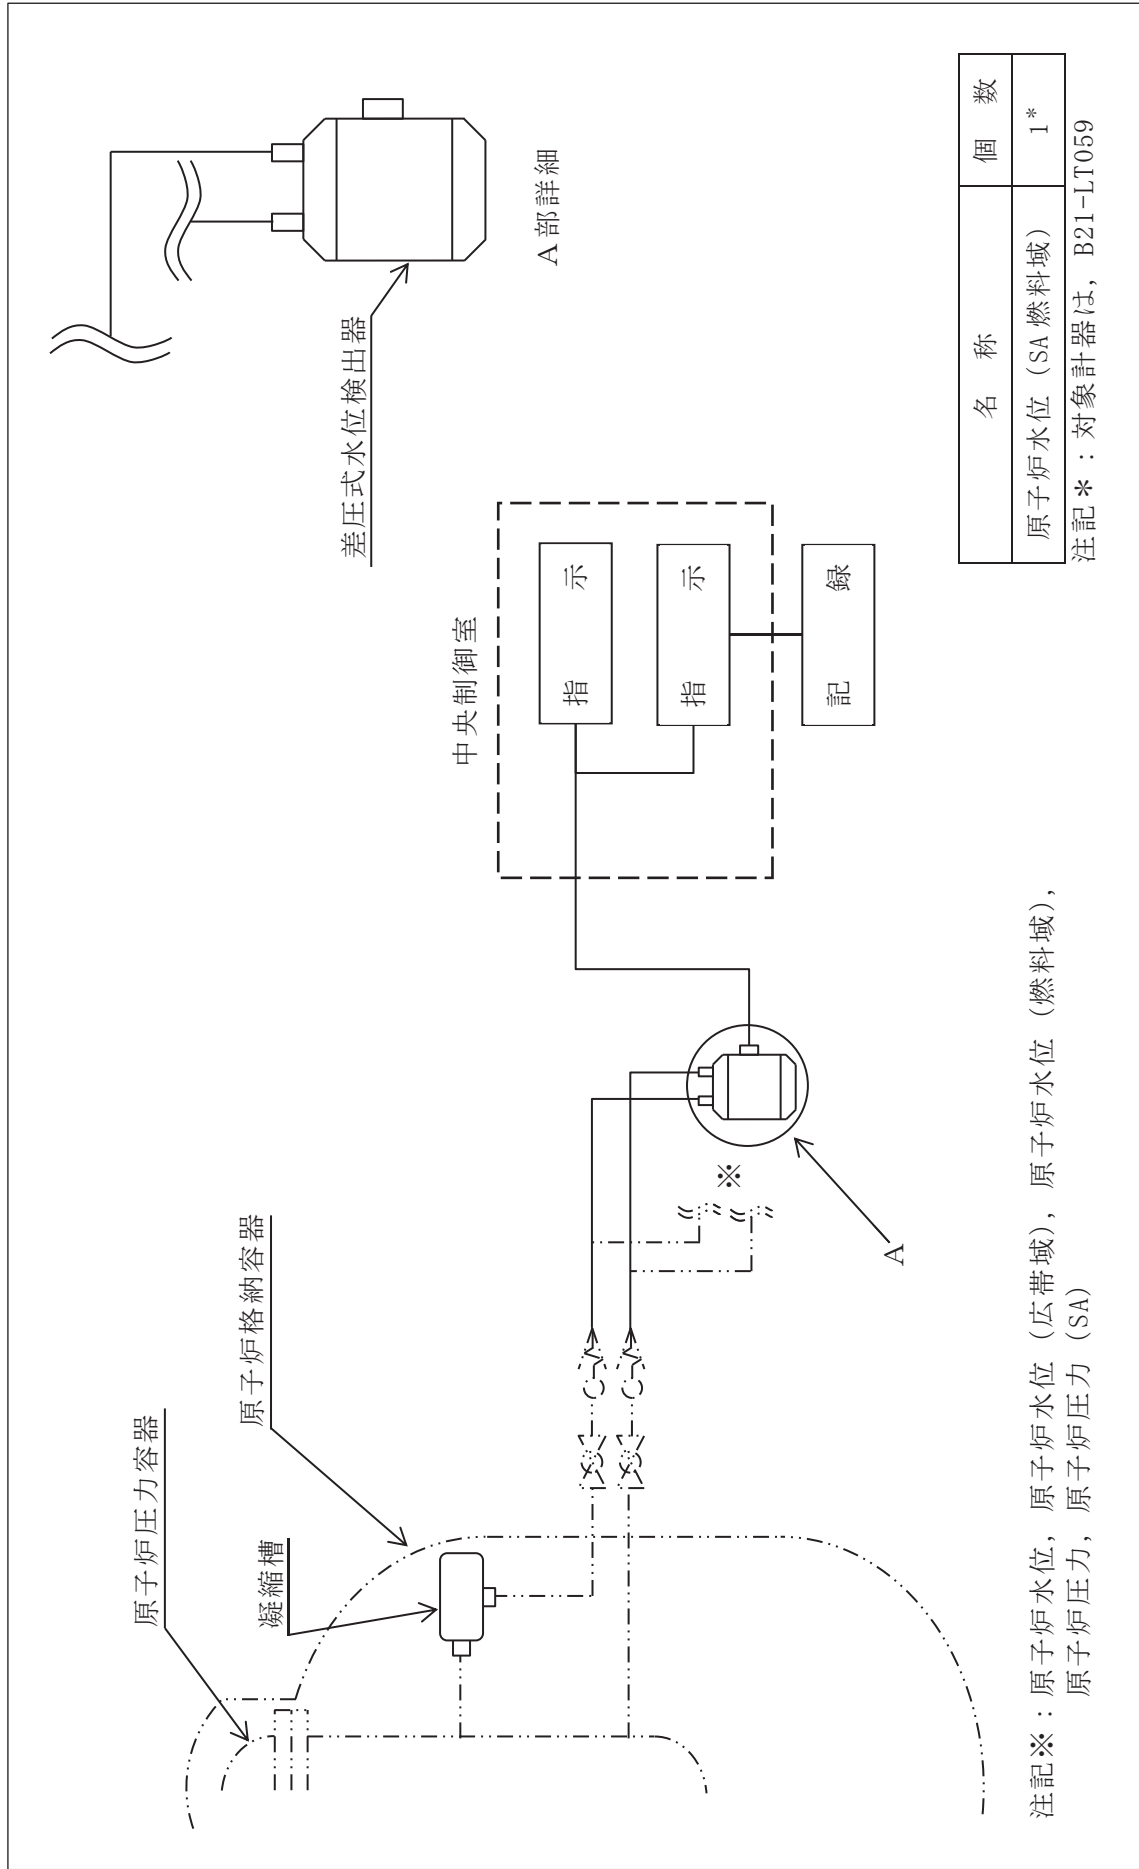 原子炉圧力容器
原子炉格納容器
凝縮槽
中央制御室
指示
指示
記録
差圧式水位検出器
A部詳細
※
A
名称 個数
原子炉水位（SA燃料域） 1*
注記＊：対象計器は，B21-LT059
注記※：原子炉水位，原子炉水位（広帯域），原子炉水位（燃料域），
原子炉圧力，原子炉圧力（SA）